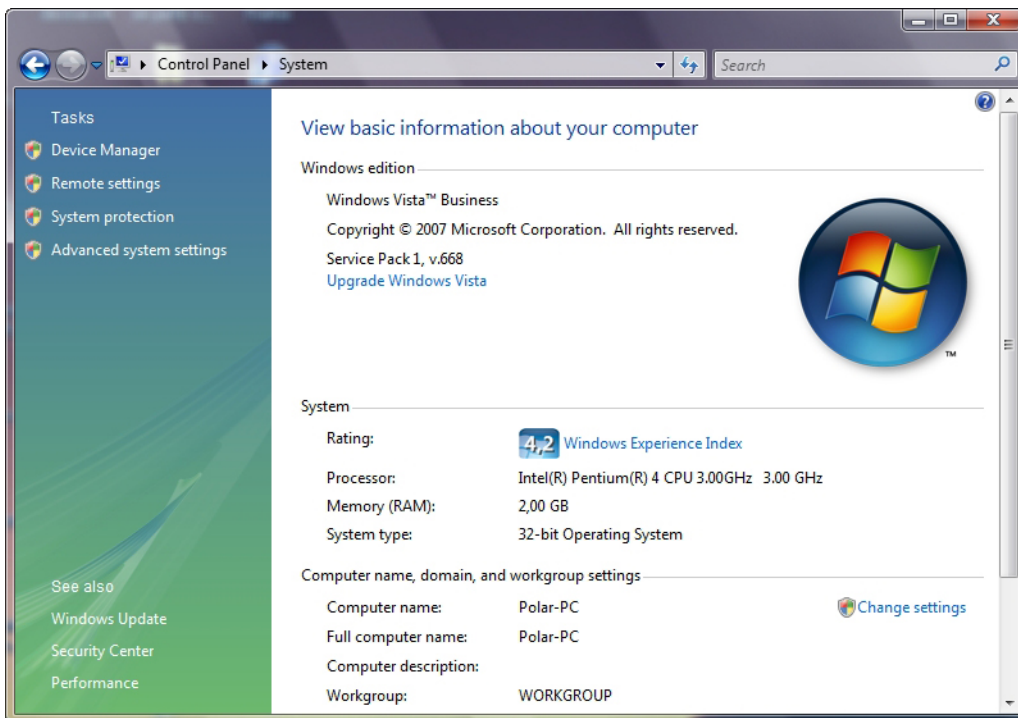 Control Panel ▸ System
Search
Tasks
Device Manager
Remote settings
System protection
Advanced system settings
See also
Windows Update
Security Center
Performance
View basic information about your computer
Windows edition
Windows Vista™ Business
Copyright © 2007 Microsoft Corporation. All rights reserved.
Service Pack 1, v.668
Upgrade Windows Vista
TM
System
Rating: 4,2 Windows Experience Index
Processor: Intel(R) Pentium(R) 4 CPU 3.00GHz 3.00 GHz
Memory (RAM): 2,00 GB
System type: 32-bit Operating System
Computer name, domain, and workgroup settings
Computer name: Polar-PC Change settings
Full computer name: Polar-PC
Computer description:
Workgroup: WORKGROUP